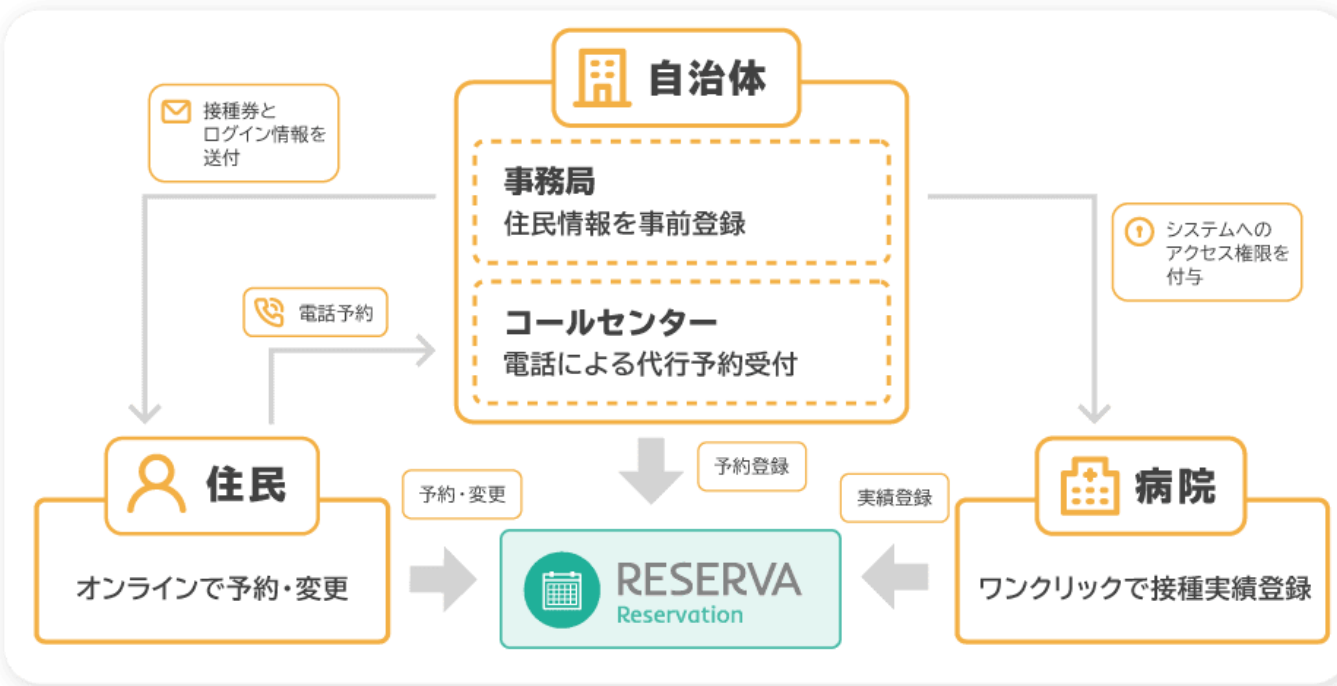 自治体
接種券と
ログイン情報を
送付
事務局
住民情報を事前登録
システムへの
アクセス権限を
付与
電話予約
コールセンター
電話による代行予約受付
住民
予約・変更
予約登録
実績登録
病院
オンラインで予約・変更
RESERVA
Reservation
ワンクリックで接種実績登録